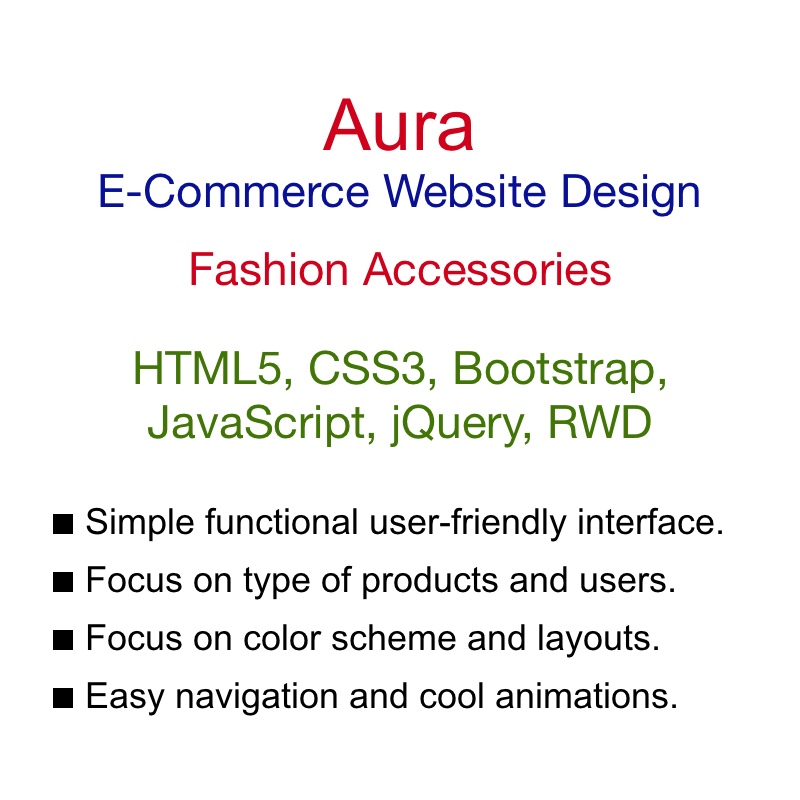 Aura
E-Commerce Website Design
Fashion Accessories
HTML5, CSS3, Bootstrap,
JavaScript, jQuery, RWD
■ Simple functional user-friendly interface.
■ Focus on type of products and users.
■ Focus on color scheme and layouts.
■ Easy navigation and cool animations.